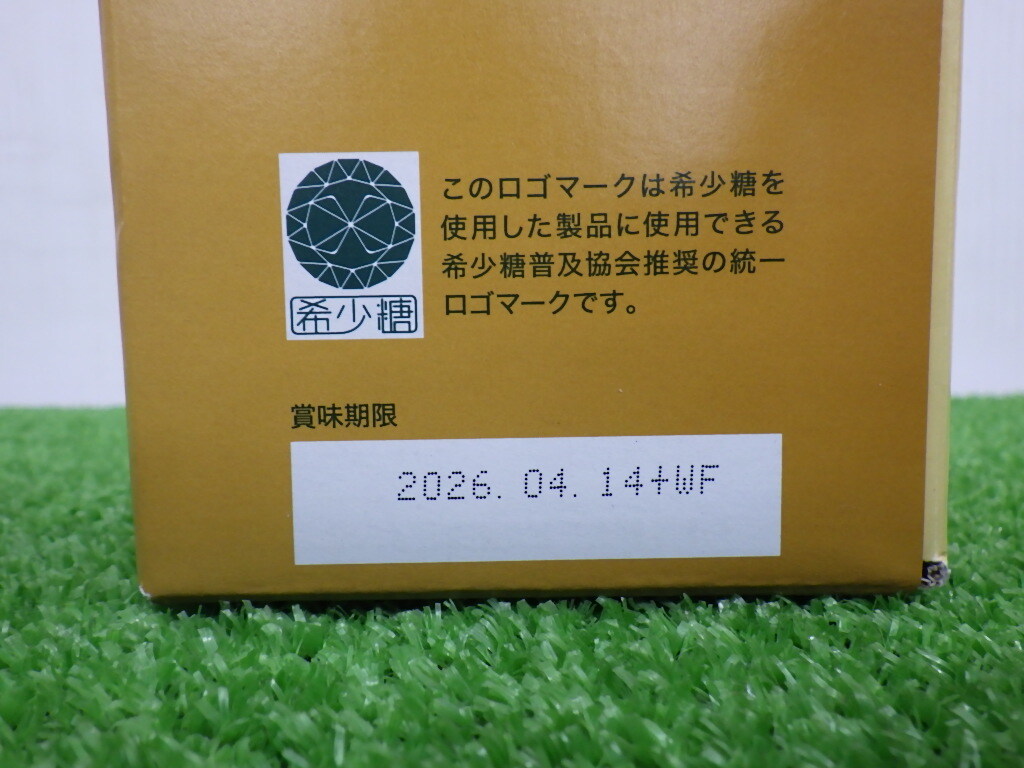 希少糖
このロゴマークは希少糖を
使用した製品に使用できる
希少糖普及協会推奨の統一
ロゴマークです。
賞味期限
2026. 04. 14+WF